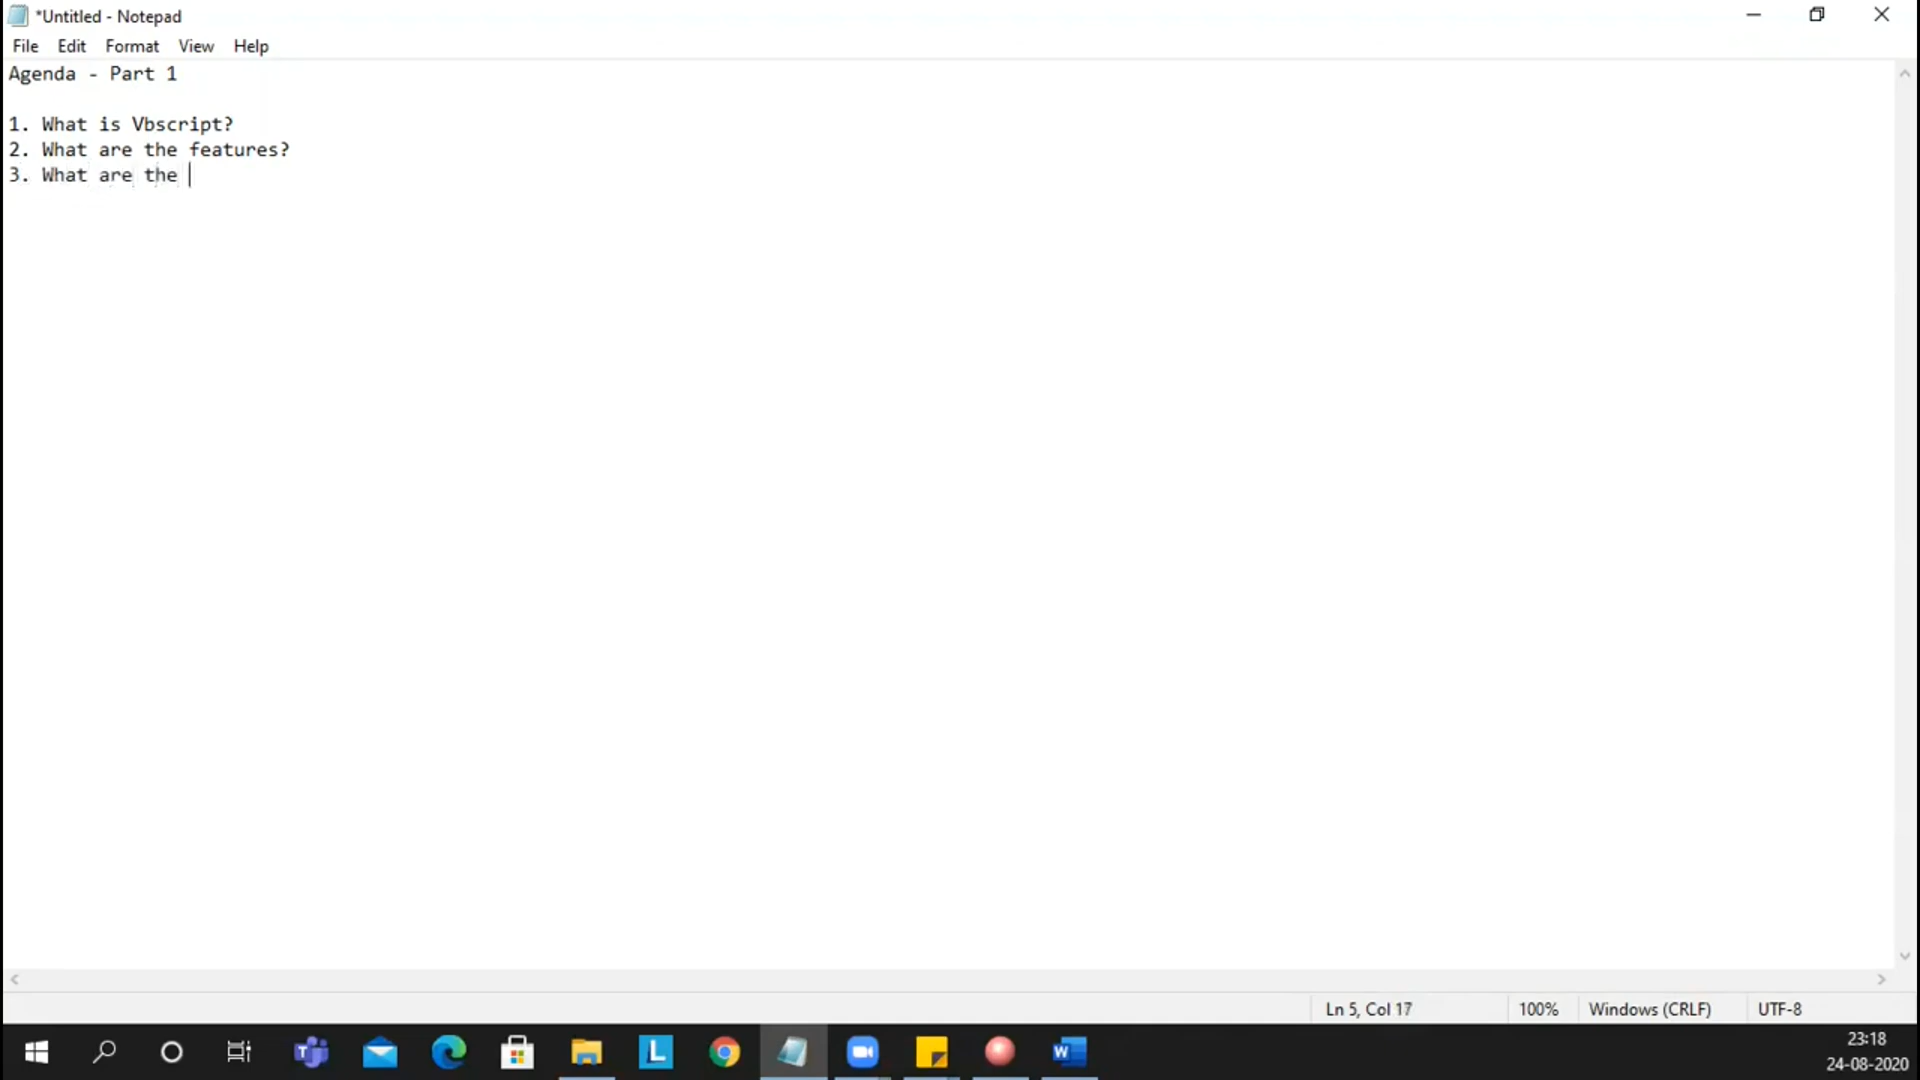 *Untitled - Notepad
File Edit Format View Help
Agenda - Part 1
1. What is Vbscript?
2. What are the features?
3. What are the
Ln 5, Col 17 100% Windows (CRLF) UTF-8
T L W
23:18
24-08-2020